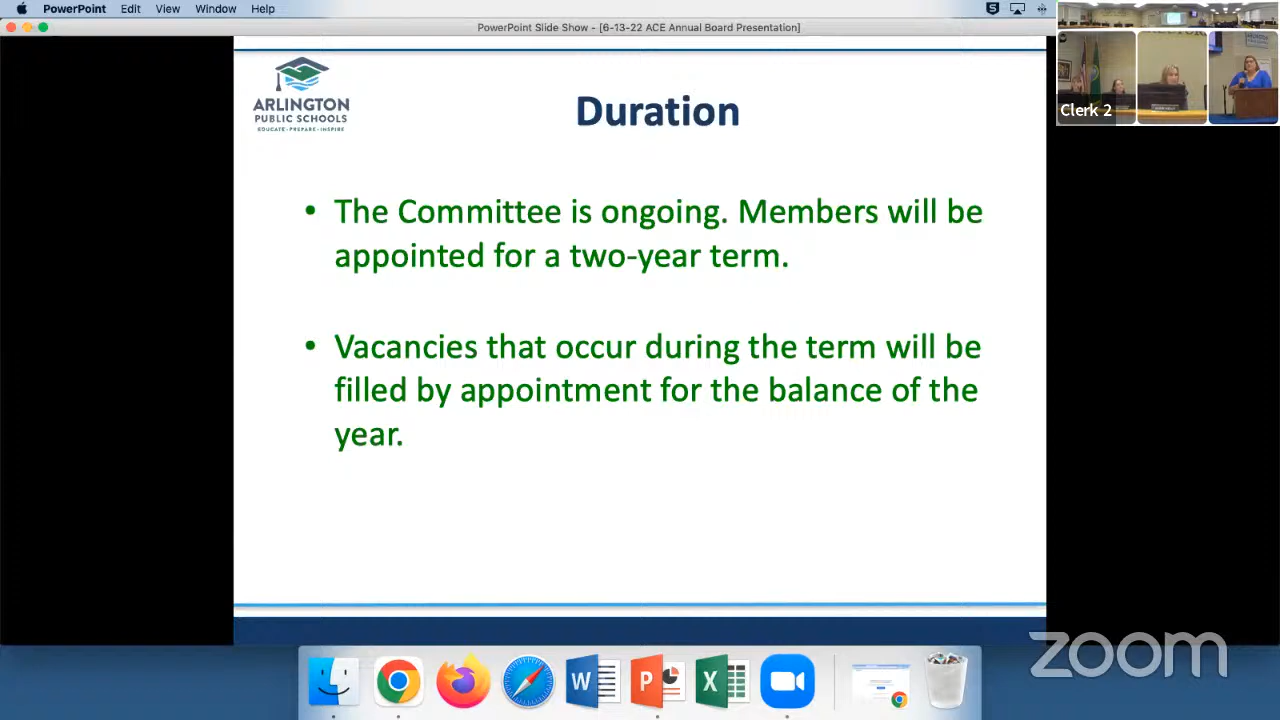 PowerPoint Edit View Window Help
PowerPoint Slide Show - [6-13-22 ACE Annual Board Presentation]
ARLINGTON
PUBLIC SCHOOLS
EDUCATE · PREPARE · INSPIRE
Duration
Clerk 2
• The Committee is ongoing. Members will be
appointed for a two-year term.
• Vacancies that occur during the term will be
filled by appointment for the balance of the
year.
zoom
W
P
X